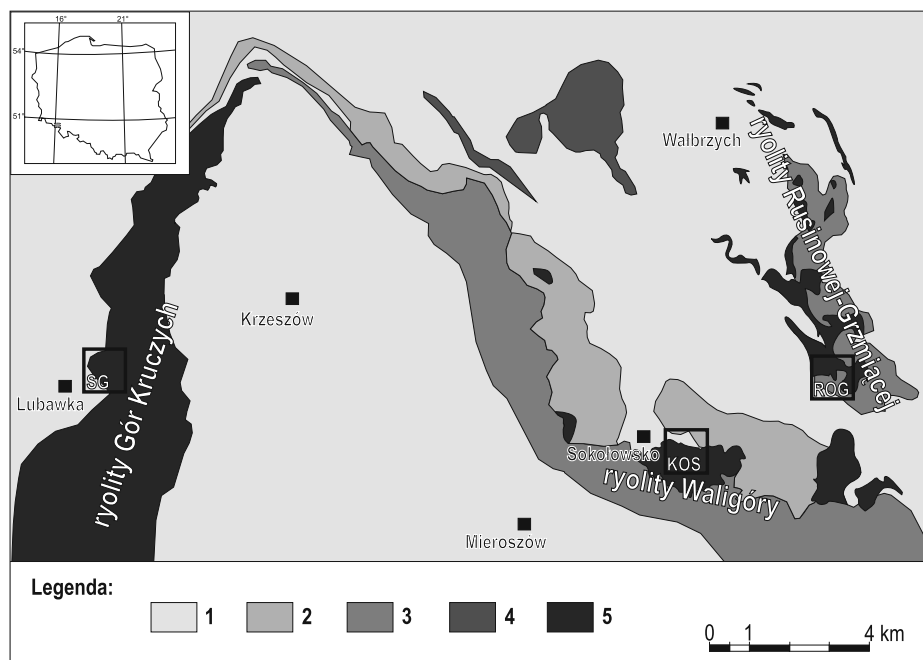 16°
21°
54°
51°
Wałbrzych
ryolity Rusinowej-Grzmiącej
Krzeszów
ryolity Gór Kruczych
SG
Lubawka
ROG
Sokołowsko
KOS
ryolity Waligóry
Mieroszów
Legenda:
1
2
3
4
5
0 1 4 km